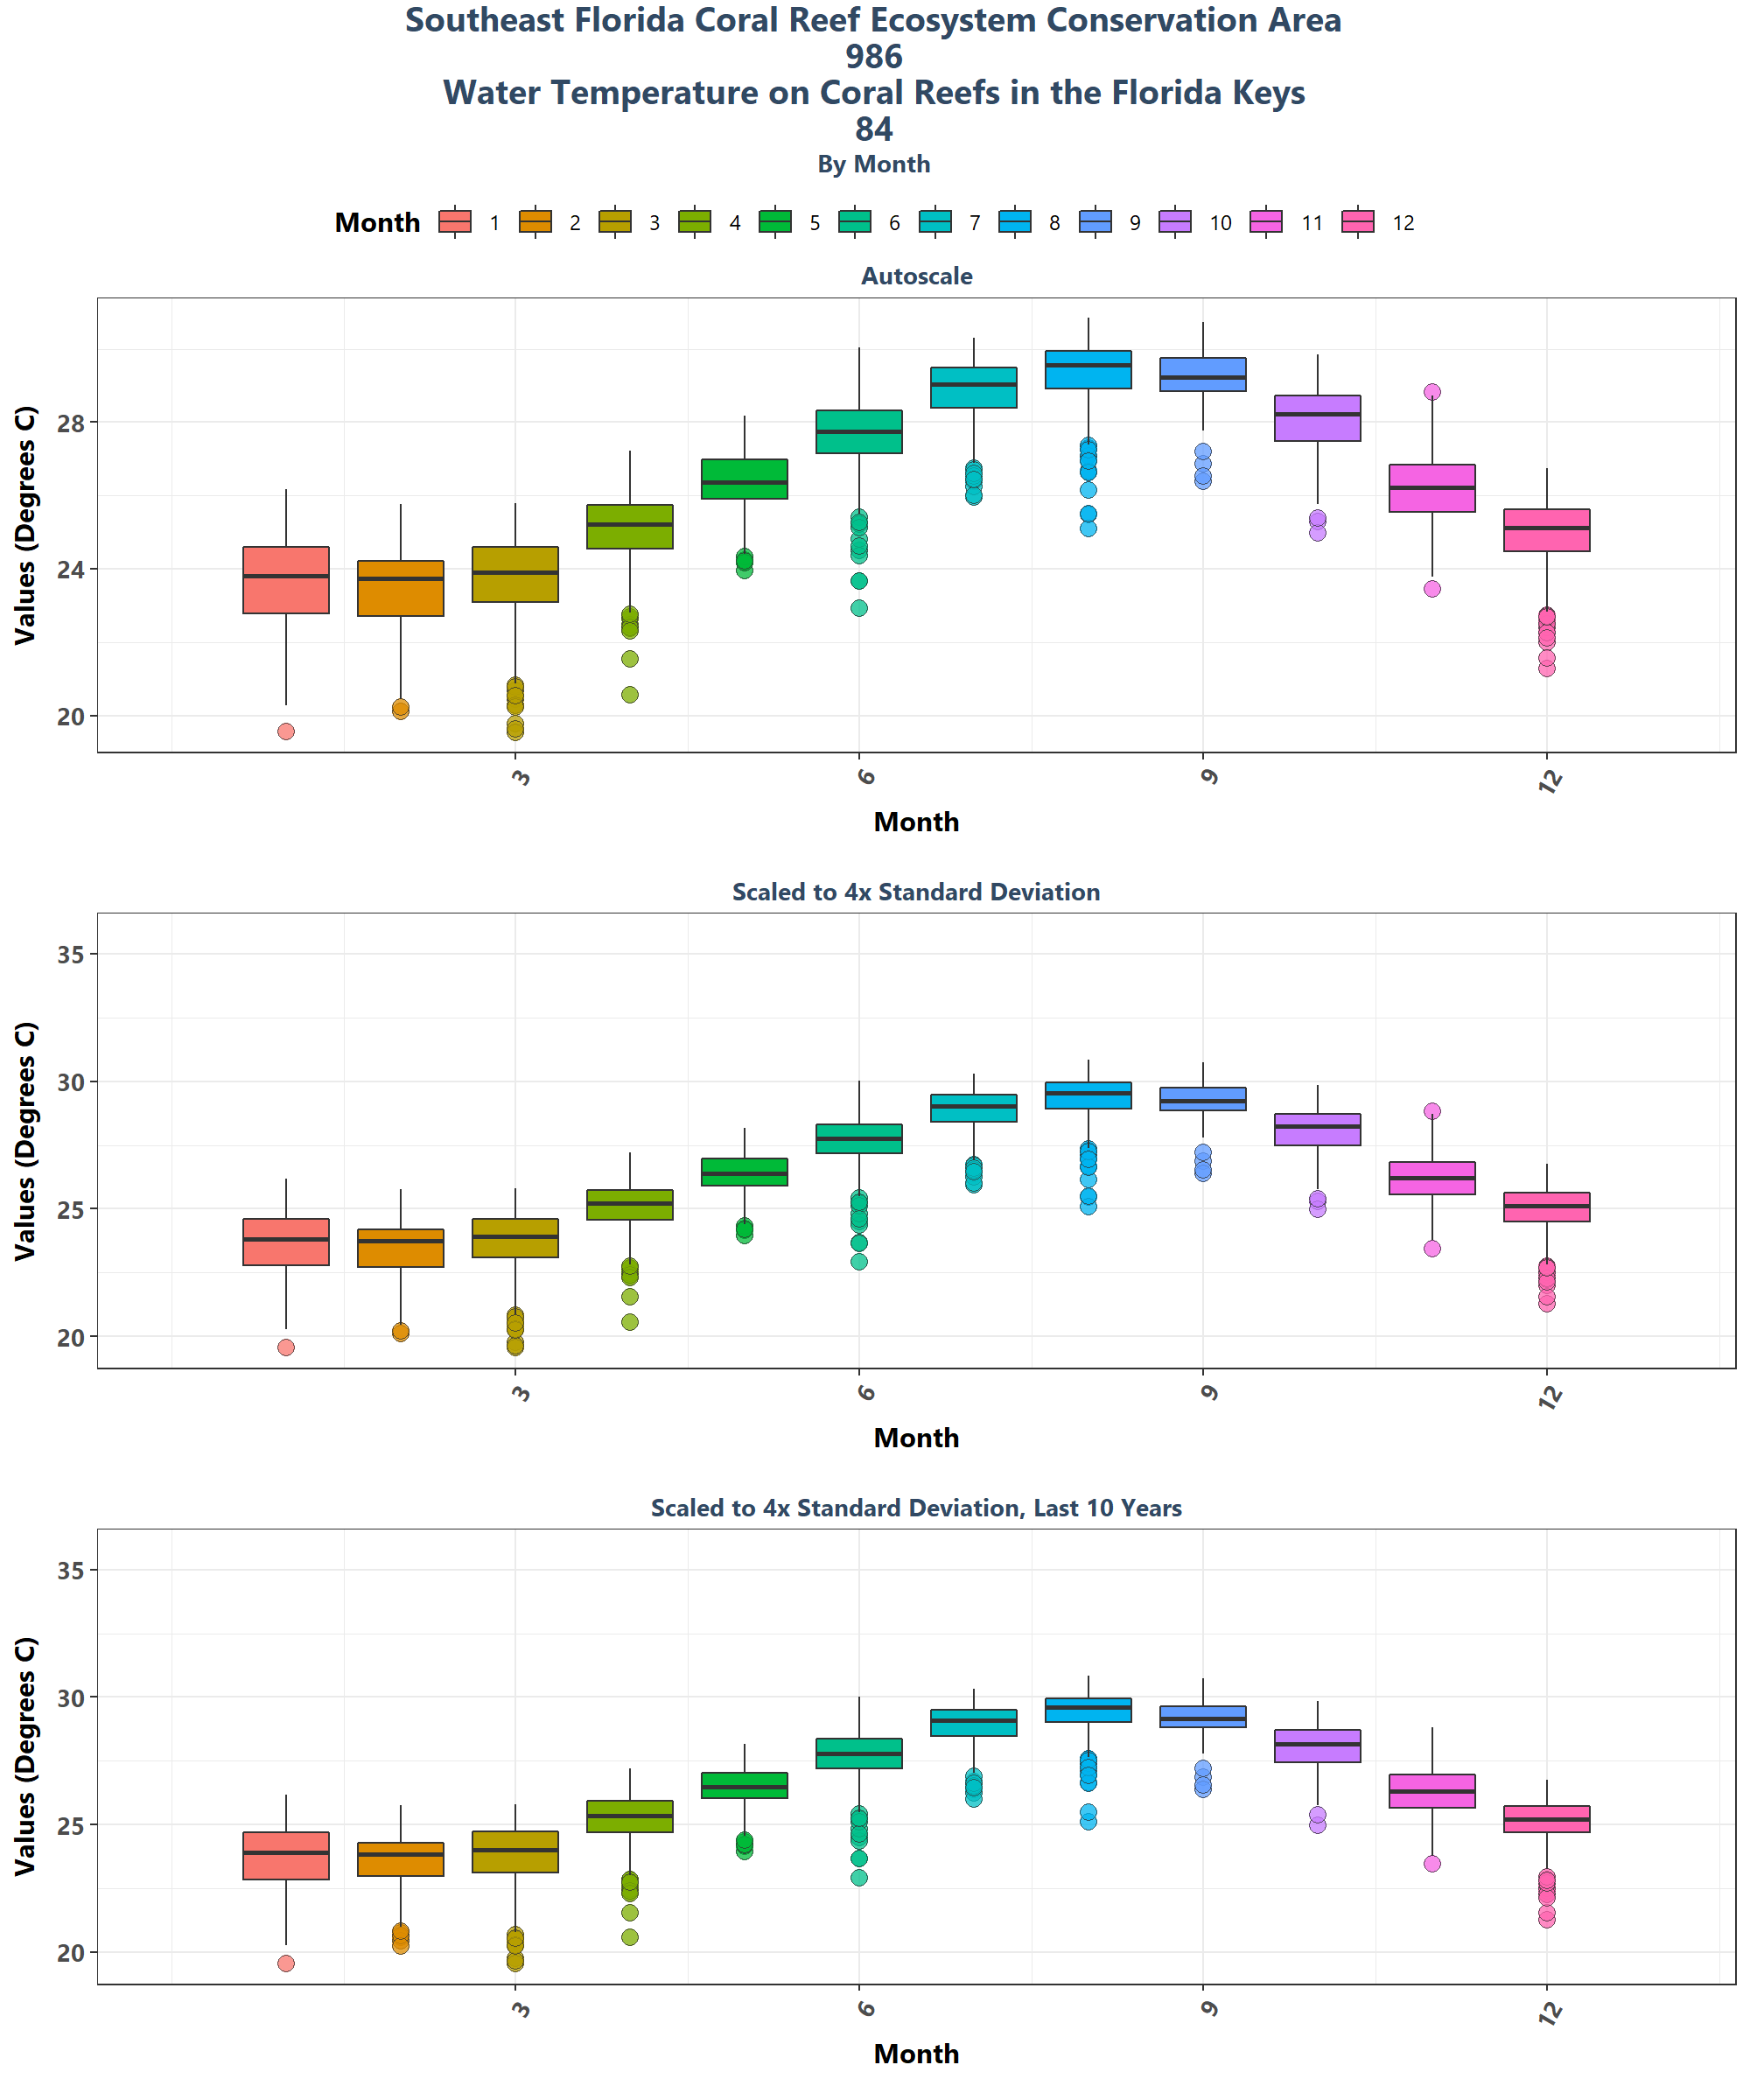 Southeast Florida Coral Reef Ecosystem Conservation Area
986
Water Temperature on Coral Reefs in the Florida Keys
84
By Month
Month 1 2 3 4 5 6 7 8 9 10 11 12
Autoscale
Values (Degrees C)
28
24
20
3 6 9 12
Month
Scaled to 4x Standard Deviation
Values (Degrees C)
35
30
25
20
3 6 9 12
Month
Scaled to 4x Standard Deviation, Last 10 Years
Values (Degrees C)
35
30
25
20
3 6 9 12
Month